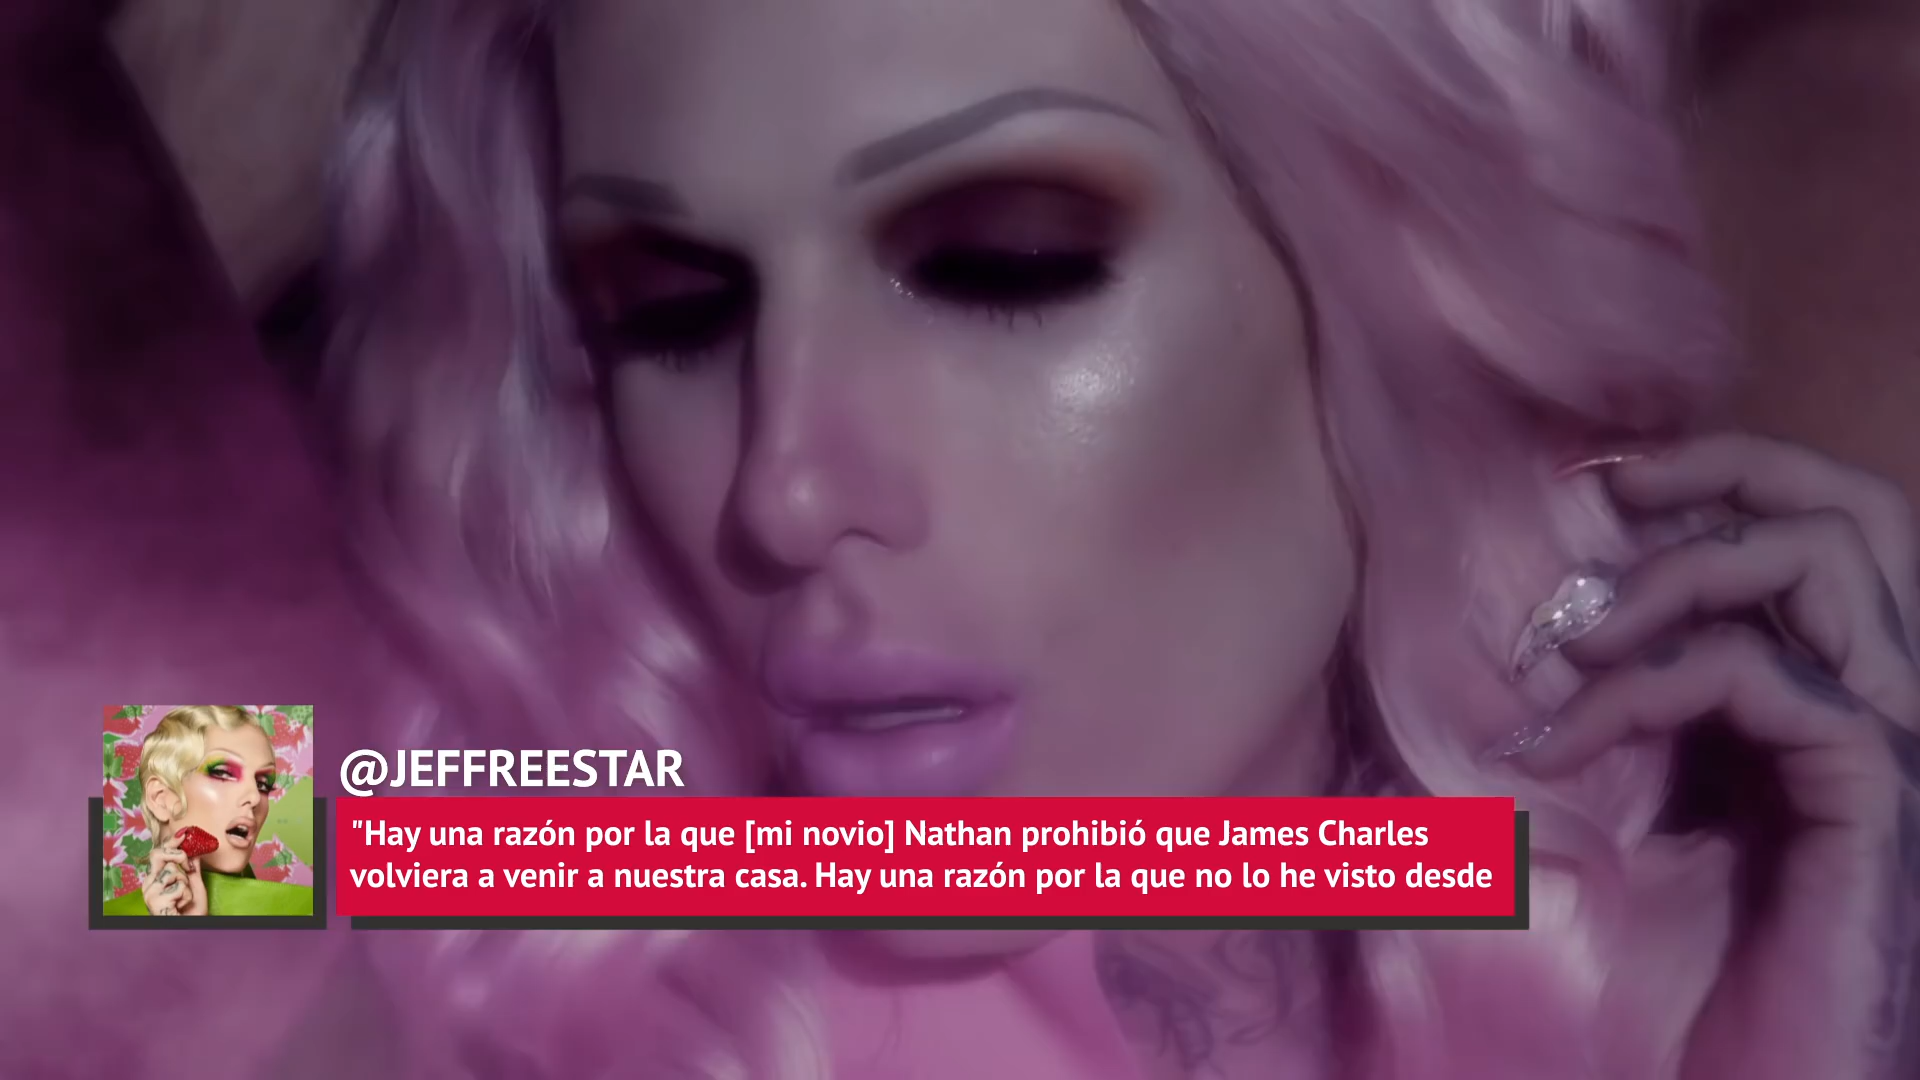 @JEFFREESTAR
"Hay una razón por la que [mi novio] Nathan prohibió que James Charles
volviera a venir a nuestra casa. Hay una razón por la que no lo he visto desde